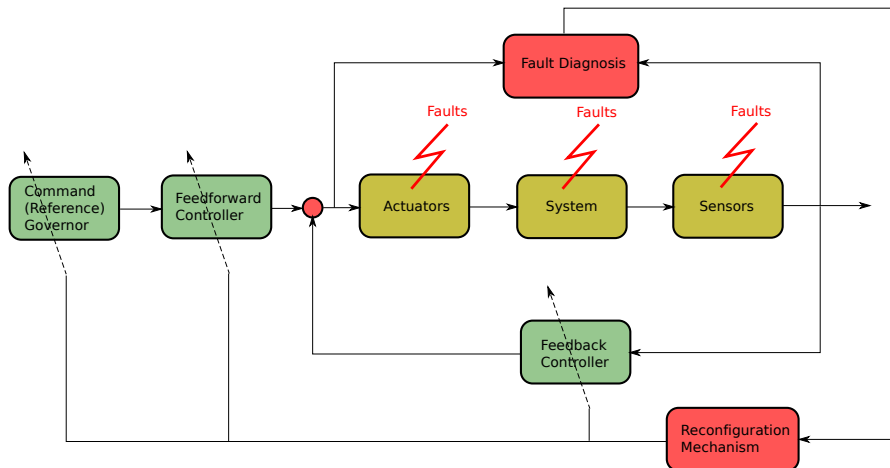 Fault Diagnosis
Faults
Faults
Faults
Command
(Reference)
Governor
Feedforward
Controller
Actuators
System
Sensors
Feedback
Controller
Reconfiguration
Mechanism